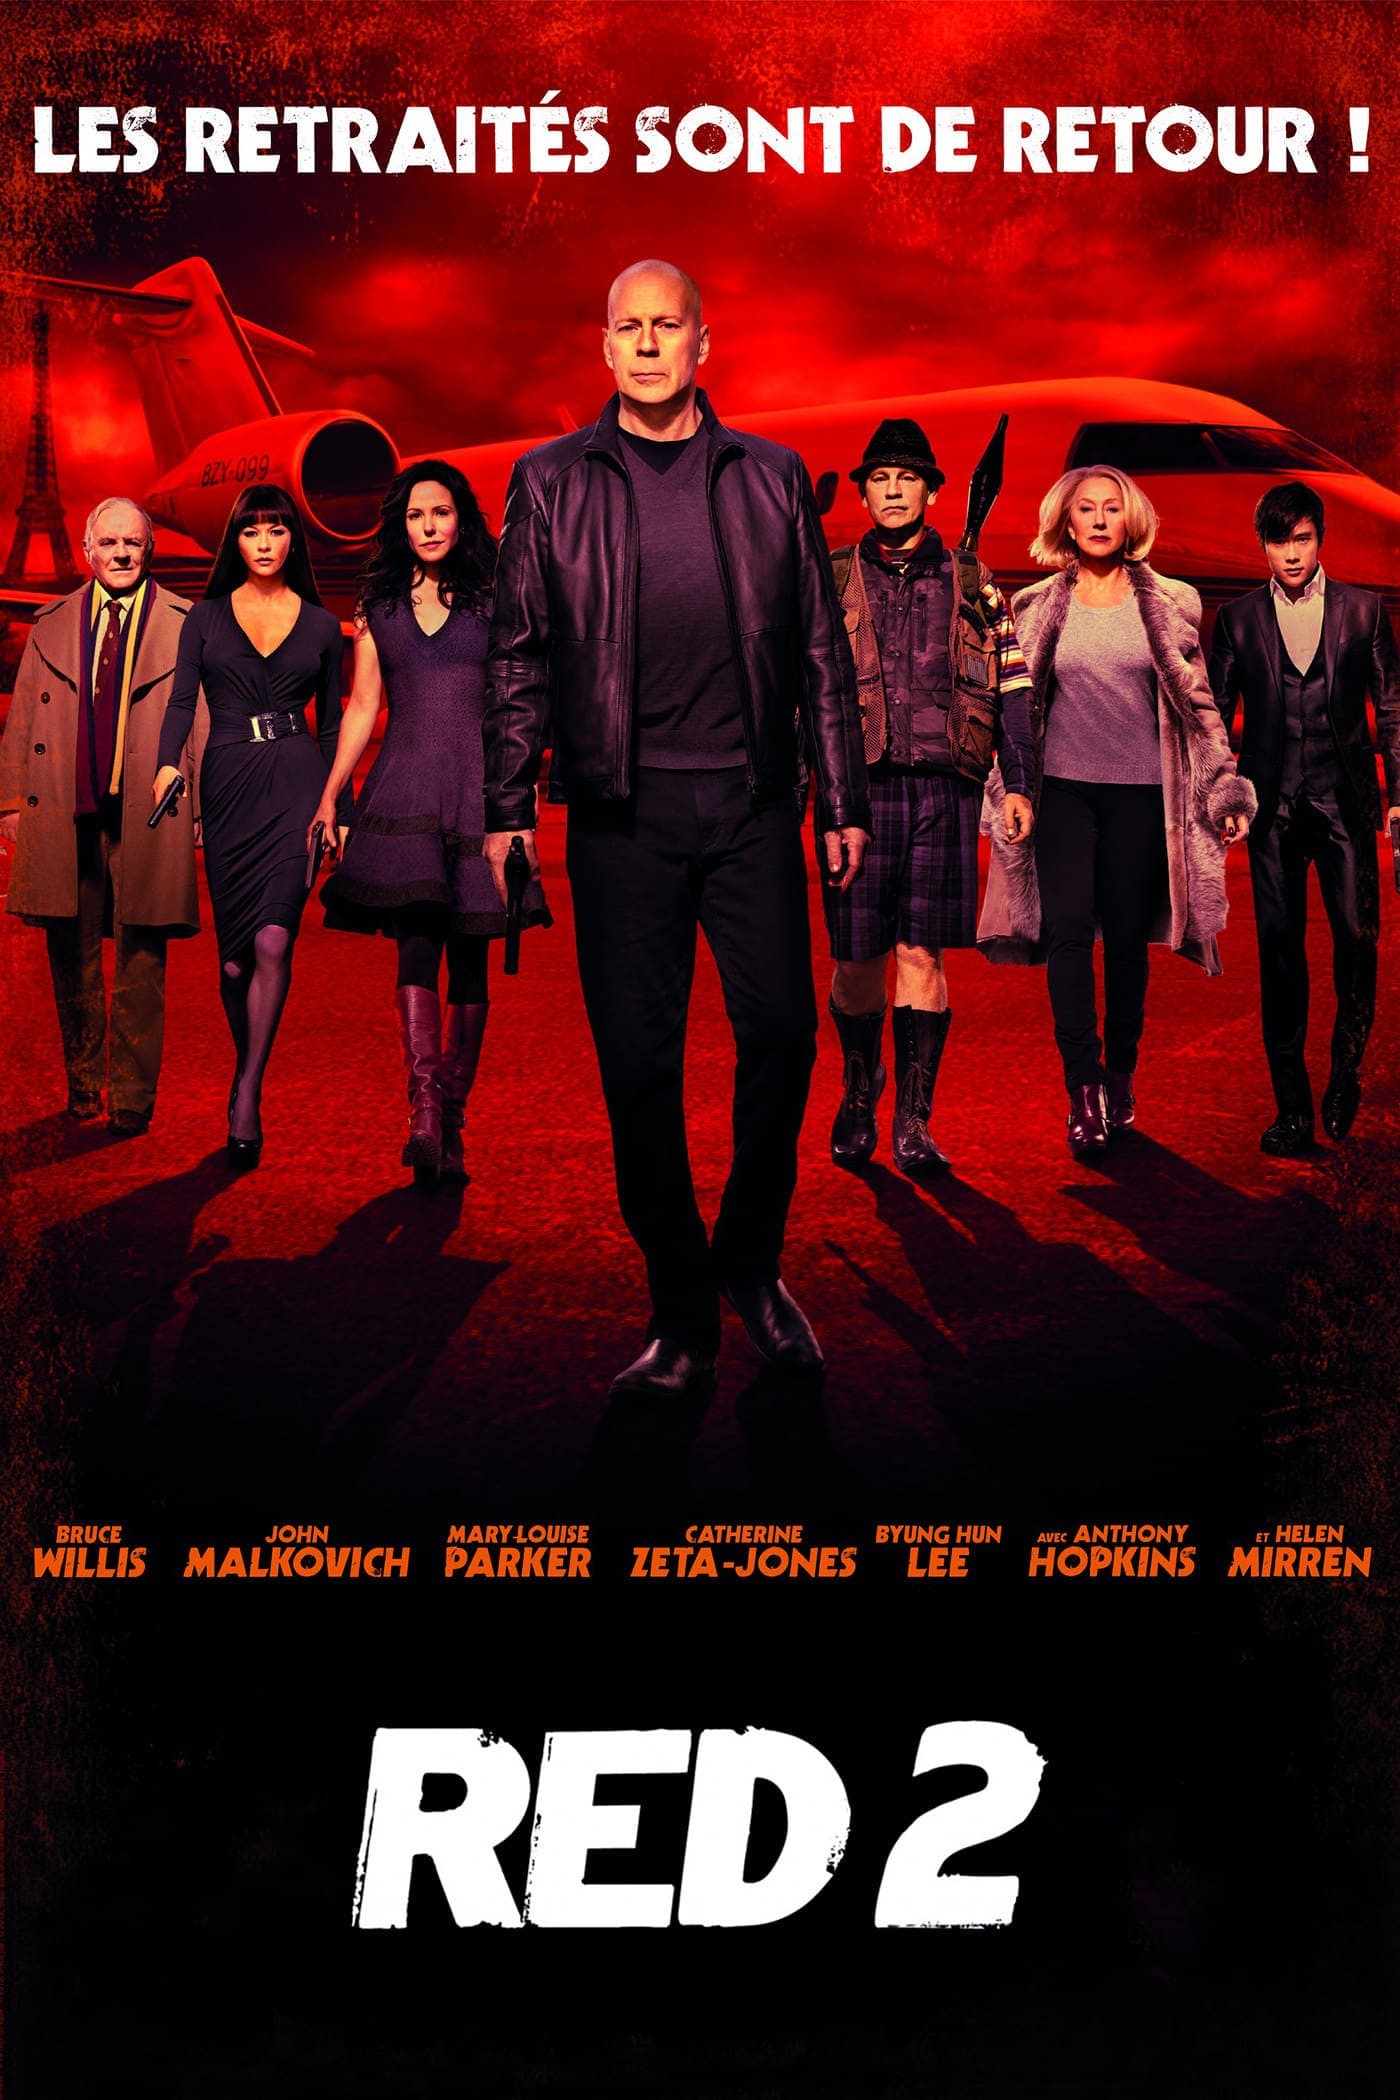 LES RETRAITÉS SONT DE RETOUR !
BZY-099
BRUCE WILLIS
JOHN MALKOVICH
MARY-LOUISE PARKER
CATHERINE ZETA-JONES
BYUNG HUN LEE
AVEC ANTHONY HOPKINS
ET HELEN MIRREN
RED 2